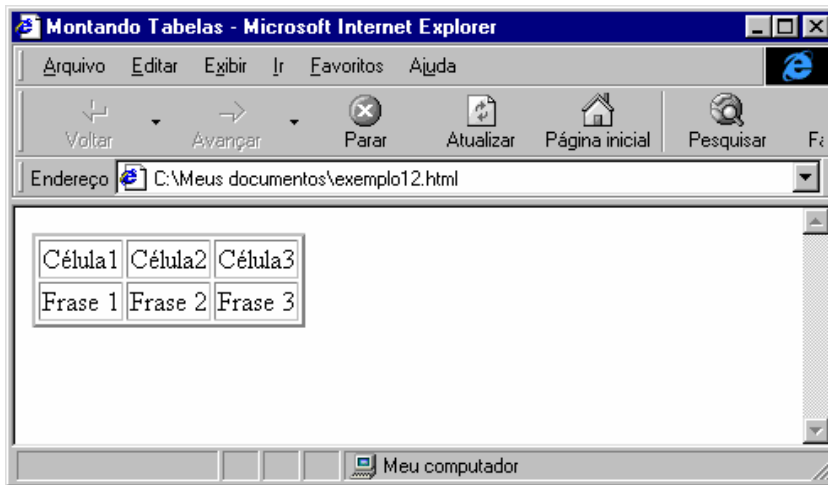 Montando Tabelas - Microsoft Internet Explorer
Arquivo Editar Exibir Ir Favoritos Ajuda
Voltar Avançar Parar Atualizar Página inicial Pesquisar
Endereço C:\Meus documentos\exemplo12.html
Célula1 Célula2 Célula3
Frase 1 Frase 2 Frase 3
Meu computador